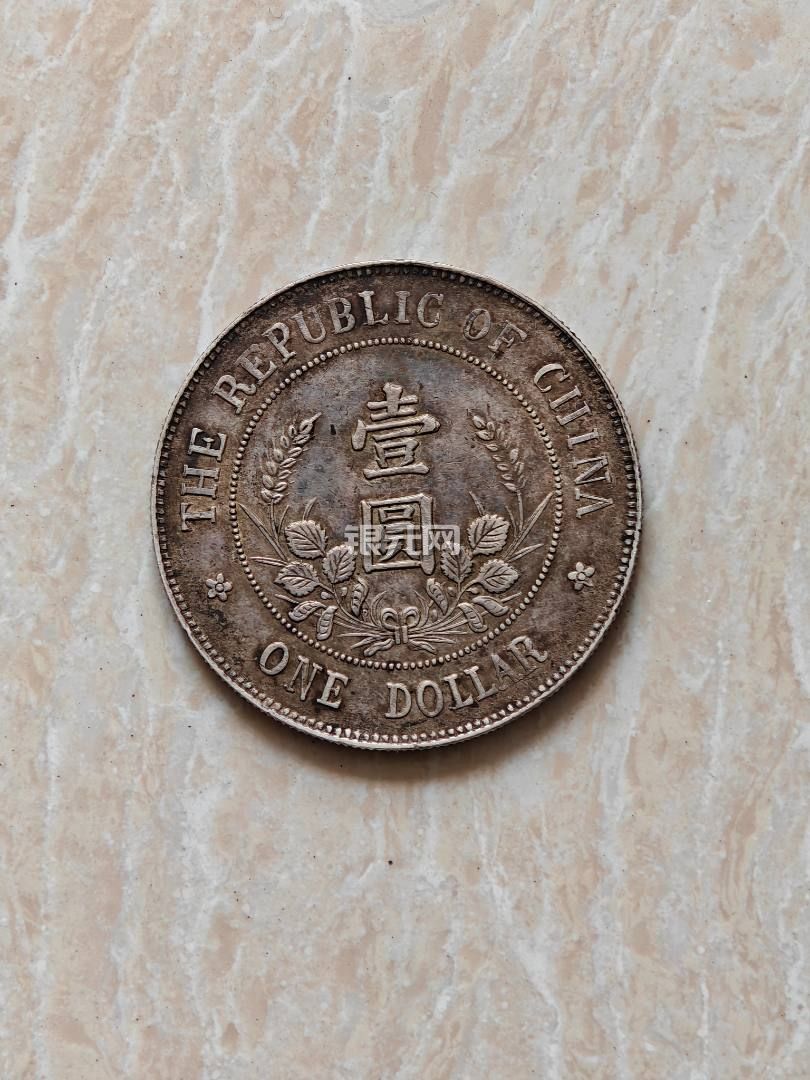 THE REPUBLIC OF CHINA
壹
圓
银元网
ONE DOLLAR